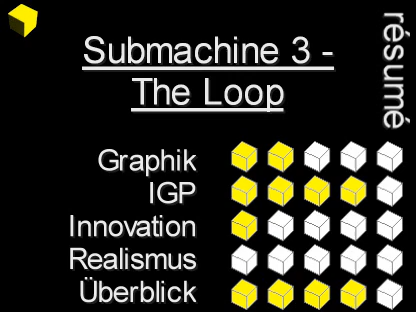 Submachine 3 -
The Loop
résumé
Graphik
IGP
Innovation
Realismus
Überblick